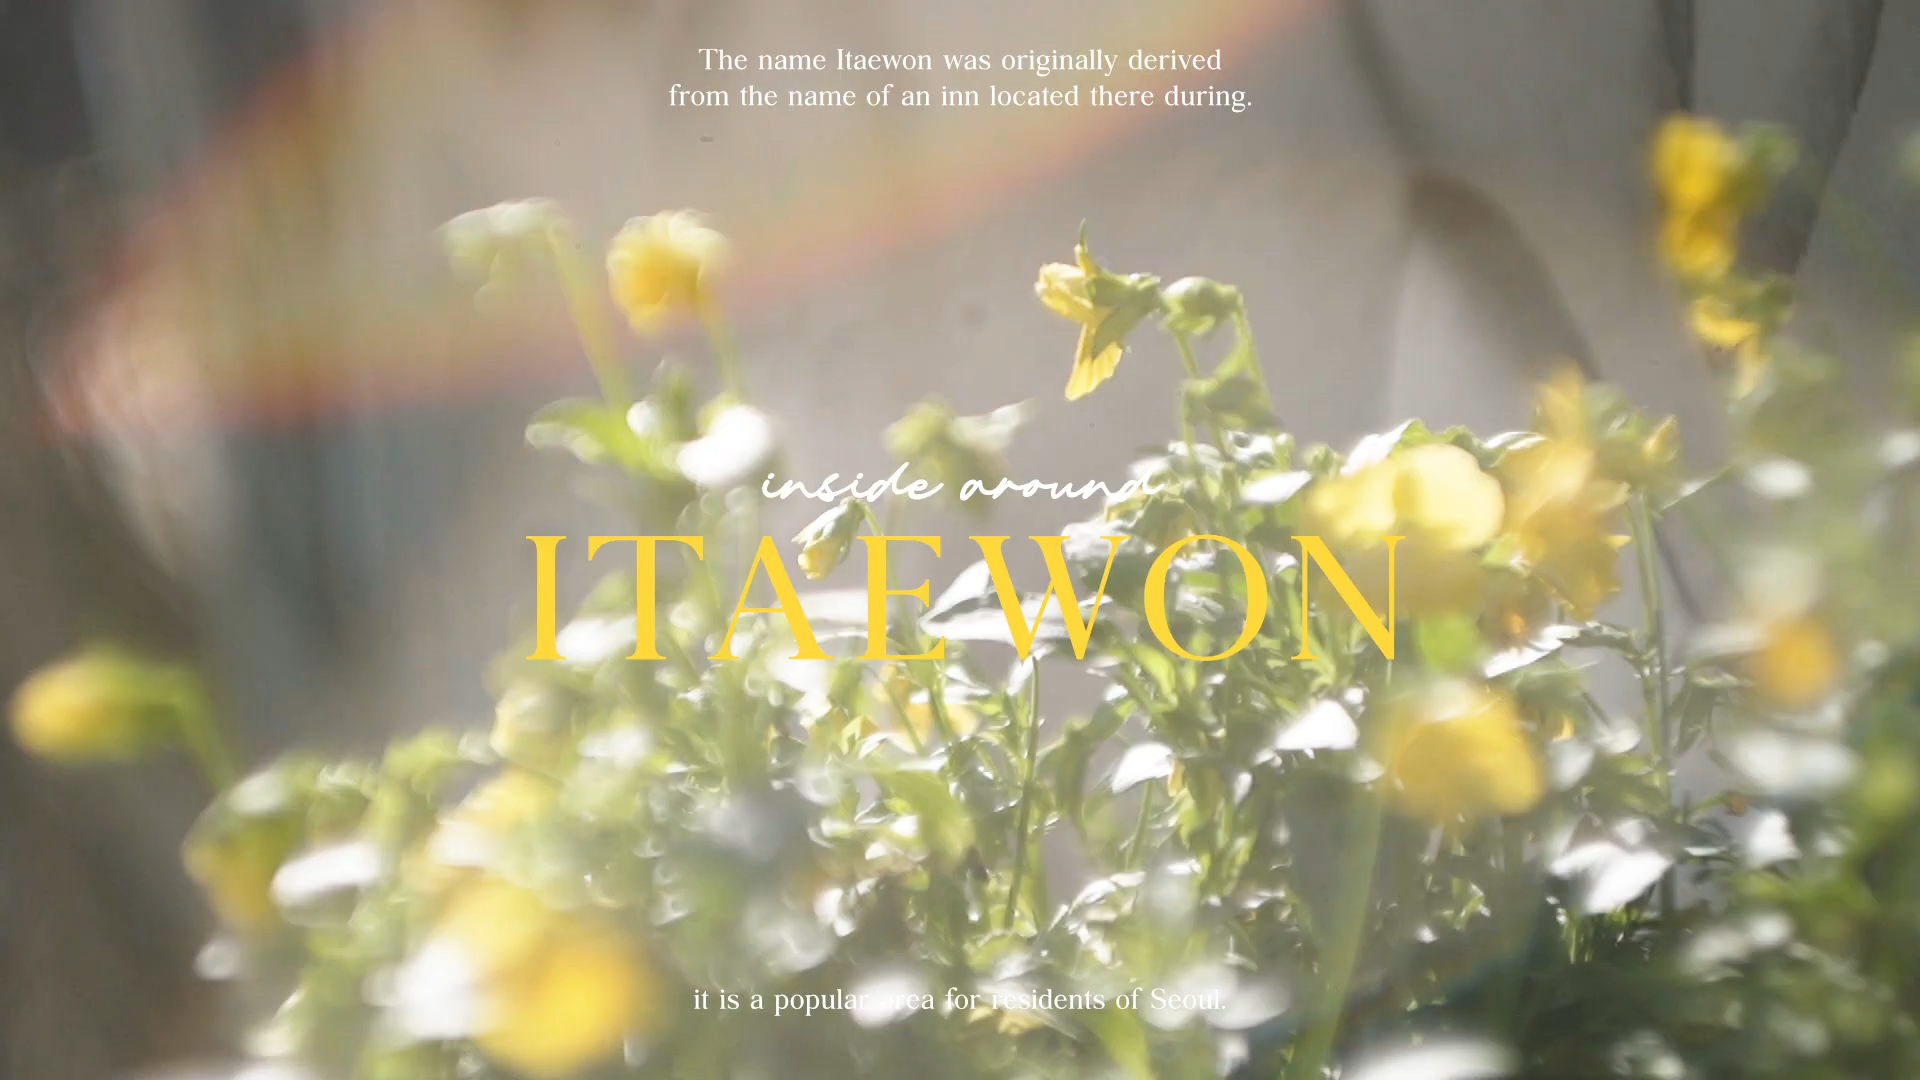 The name Itaewon was originally derived
from the name of an inn located there during.
inside around
ITAEWON
it is a popular area for residents of Seoul.